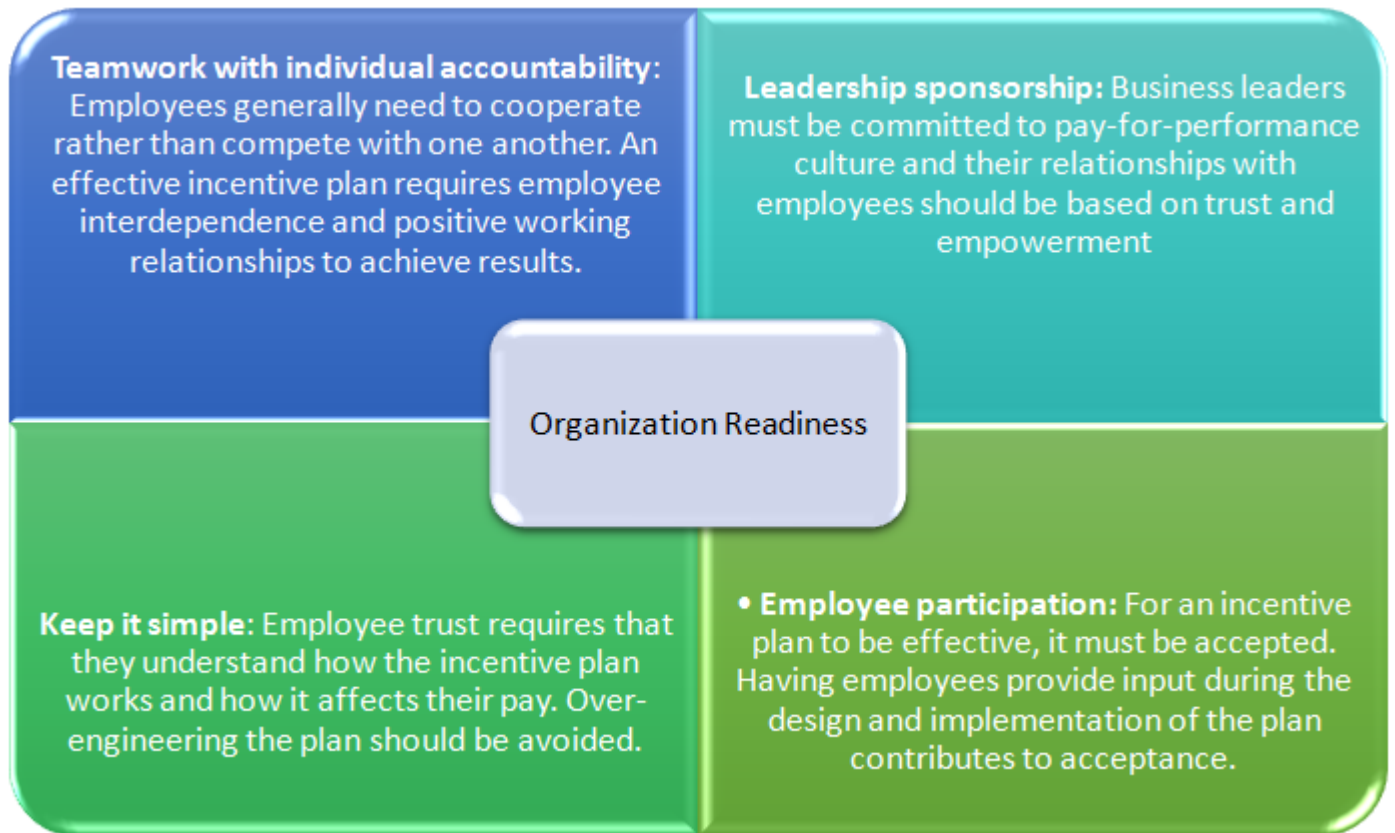 Teamwork with individual accountability:
Employees generally need to cooperate
rather than compete with one another. An
effective incentive plan requires employee
interdependence and positive working
relationships to achieve results.
Leadership sponsorship: Business leaders
must be committed to pay-for-performance
culture and their relationships with
employees should be based on trust and
empowerment
Organization Readiness
Keep it simple: Employee trust requires that
they understand how the incentive plan
works and how it affects their pay. Over-
engineering the plan should be avoided.
• Employee participation: For an incentive
plan to be effective, it must be accepted.
Having employees provide input during the
design and implementation of the plan
contributes to acceptance.